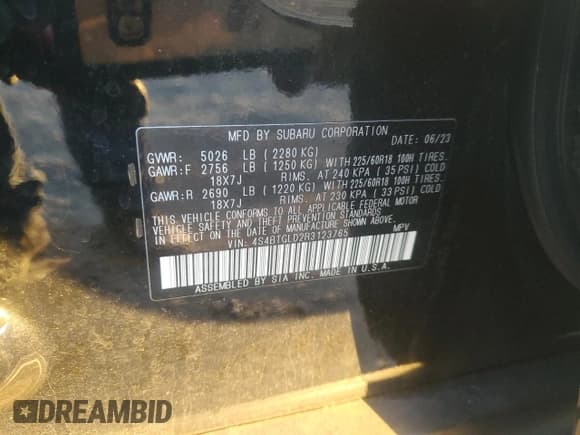 MFD BY SUBARU CORPORATION DATE: 06/23
GVWR: 5026 LB ( 2280 KG)
GAWR:F 2756 LB ( 1250 KG) WITH 225/60R18 100H TIRES.
18X7J RIMS. AT 240 KPA ( 35 PSI) COLD
GAWR:R 2690 LB ( 1220 KG) WITH 225/60R18 100H TIRES.
18X7J RIMS. AT 230 KPA ( 33 PSI) COLD
THIS VEHICLE CONFORMS TO ALL APPLICABLE FEDERAL MOTOR
VEHICLE SAFETY AND THEFT PREVENTION STANDARDS
IN EFFECT ON THE DATE OF MANUFACTURE SHOWN ABOVE.
VIN: 4S4BTGLD2R3123765 MPV
ASSEMBLED BY SIA INC. MADE IN U.S.A.
DREAMBID